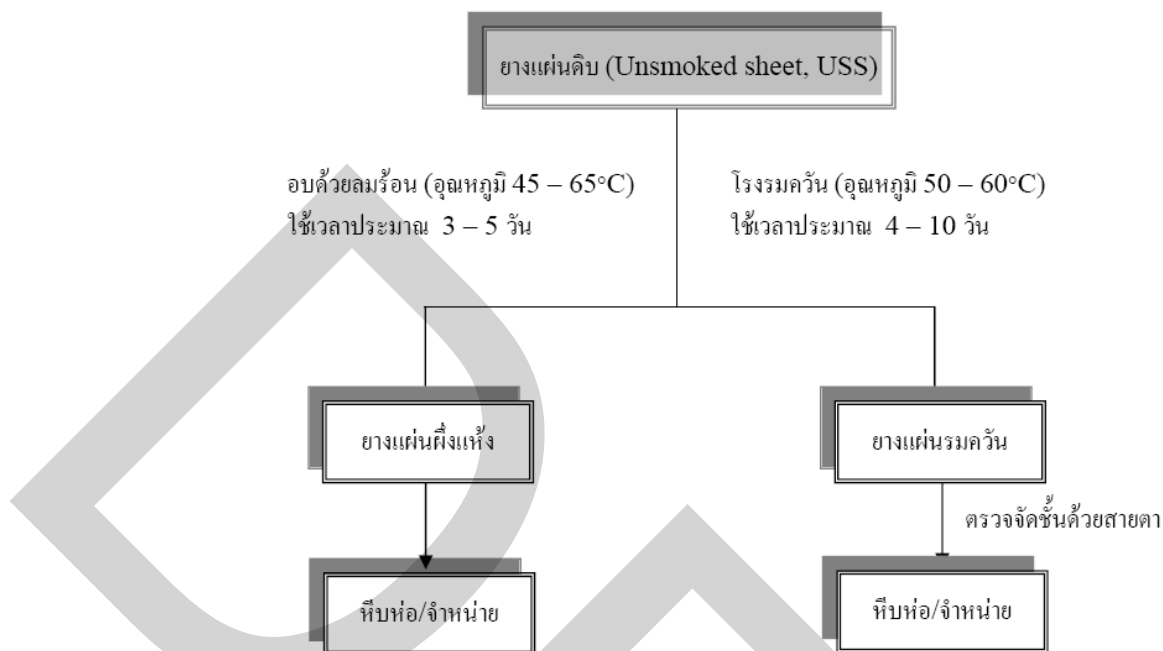 ยางแผ่นดิบ (Unsmoked sheet, USS)
อบด้วยลมร้อน (อุณหภูมิ 45 – 65°C)
ใช้เวลาประมาณ 3 – 5 วัน
โรงรมควัน (อุณหภูมิ 50 – 60°C)
ใช้เวลาประมาณ 4 – 10 วัน
ยางแผ่นผึ่งแห้ง
ยางแผ่นรมควัน
ตรวจจัดชั้นด้วยสายตา
หีบห่อ/จำหน่าย
หีบห่อ/จำหน่าย